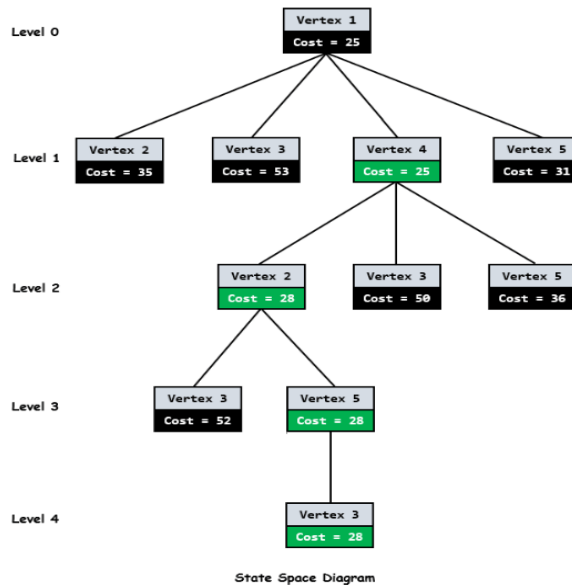 Level 0
Vertex 1
Cost = 25
Level 1
Vertex 2
Cost = 35
Vertex 3
Cost = 53
Vertex 4
Cost = 25
Vertex 5
Cost = 31
Level 2
Vertex 2
Cost = 28
Vertex 3
Cost = 50
Vertex 5
Cost = 36
Level 3
Vertex 3
Cost = 52
Vertex 5
Cost = 28
Level 4
Vertex 3
Cost = 28
State Space Diagram